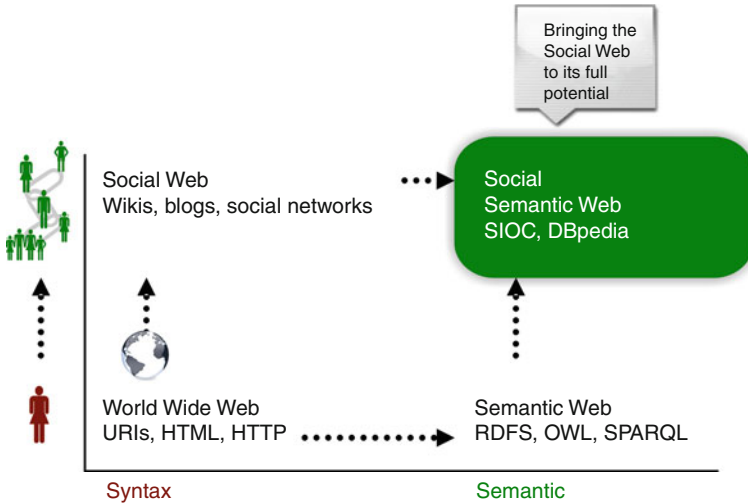 Bringing the
Social Web
to its full
potential
Social Web
Wikis, blogs, social networks
Social
Semantic Web
SIOC, DBpedia
World Wide Web
URIs, HTML, HTTP
Semantic Web
RDFS, OWL, SPARQL
Syntax
Semantic